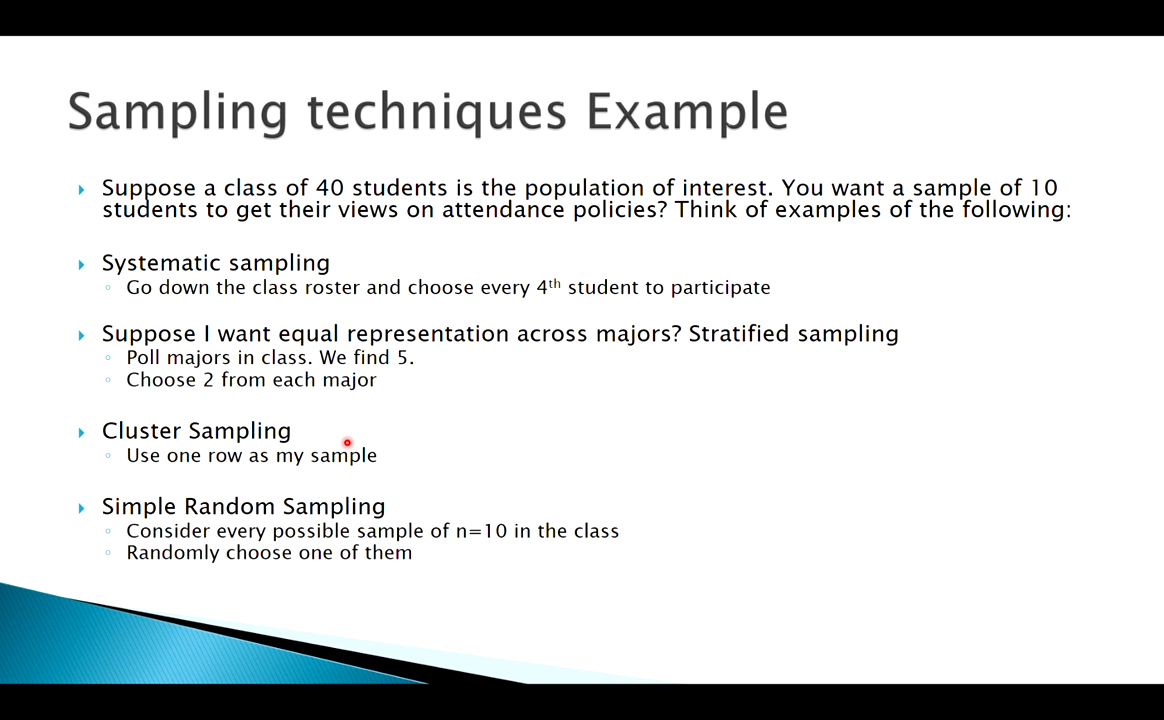 Sampling techniques Example
Suppose a class of 40 students is the population of interest. You want a sample of 10
students to get their views on attendance policies? Think of examples of the following:
Systematic sampling
Go down the class roster and choose every 4th student to participate
Suppose I want equal representation across majors? Stratified sampling
Poll majors in class. We find 5.
Choose 2 from each major
Cluster Sampling
Use one row as my sample
Simple Random Sampling
Consider every possible sample of n=10 in the class
Randomly choose one of them